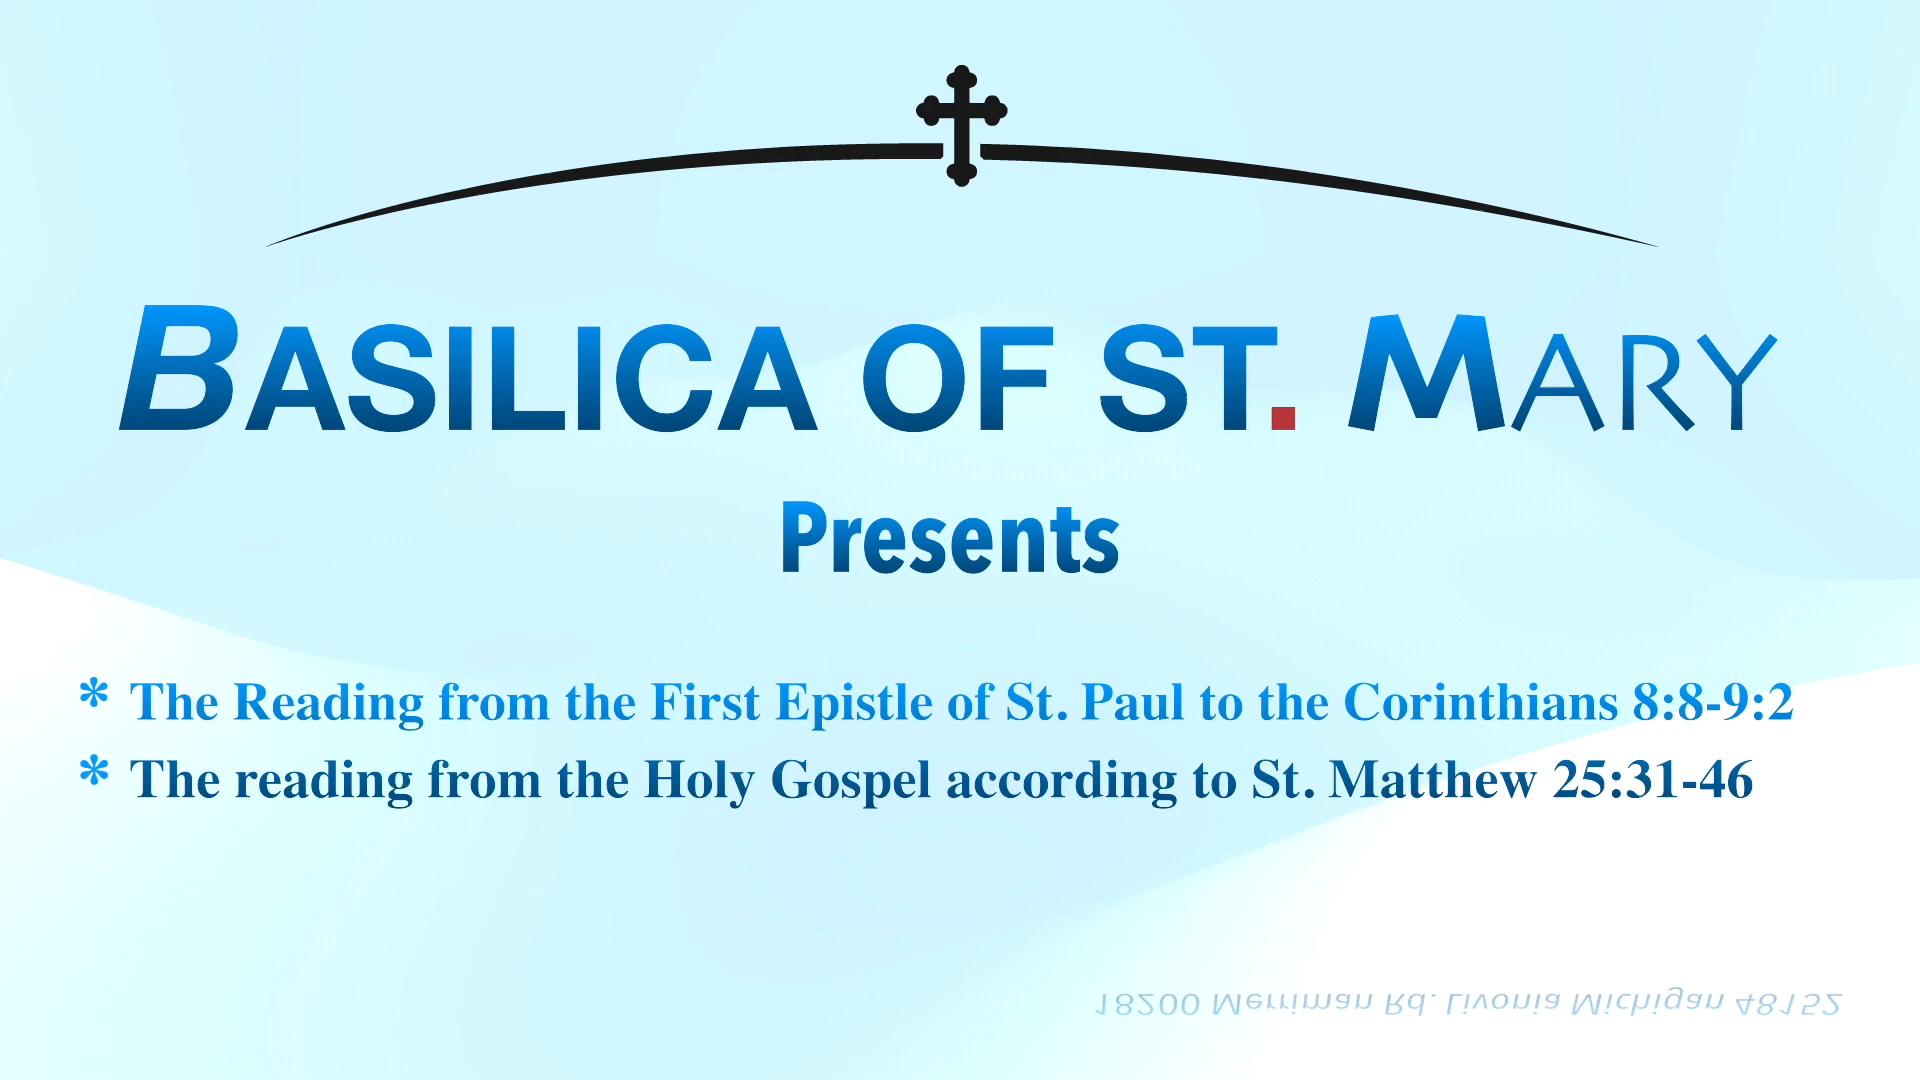 BASILICA OF ST. MARY
Presents
* The Reading from the First Epistle of St. Paul to the Corinthians 8:8-9:2
* The reading from the Holy Gospel according to St. Matthew 25:31-46
18200 Merriman Rd. Livonia Michigan 48152